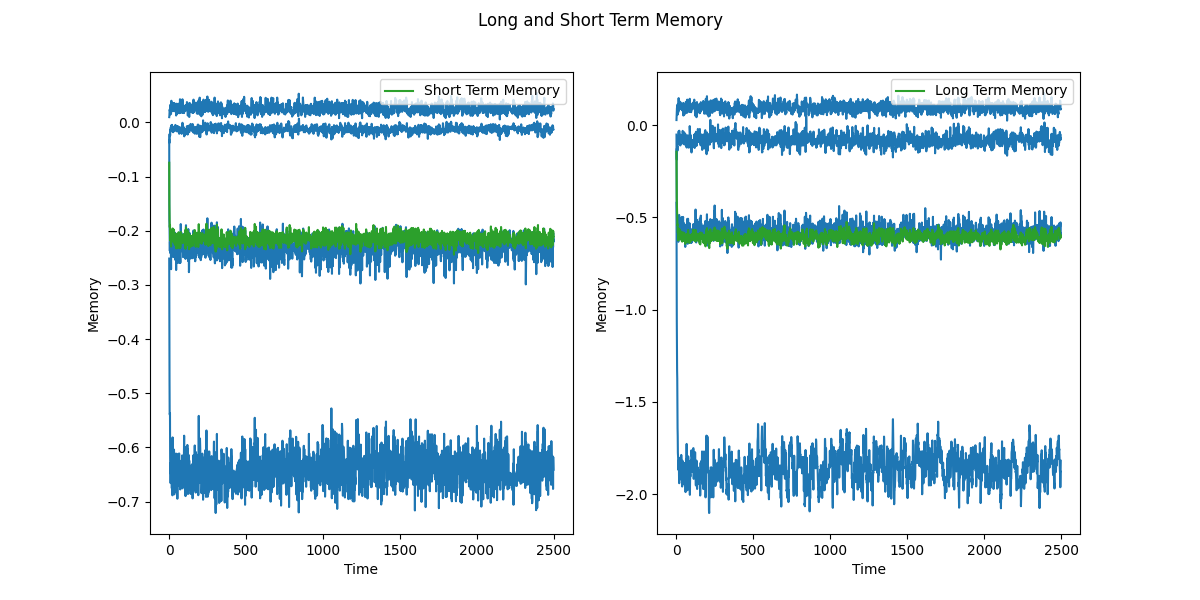 Long and Short Term Memory
Short Term Memory
0.0
−0.1
−0.2
−0.3
−0.4
−0.5
−0.6
−0.7
Memory
0 500 1000 1500 2000 2500
Time
Long Term Memory
0.0
−0.5
−1.0
−1.5
−2.0
Memory
0 500 1000 1500 2000 2500
Time